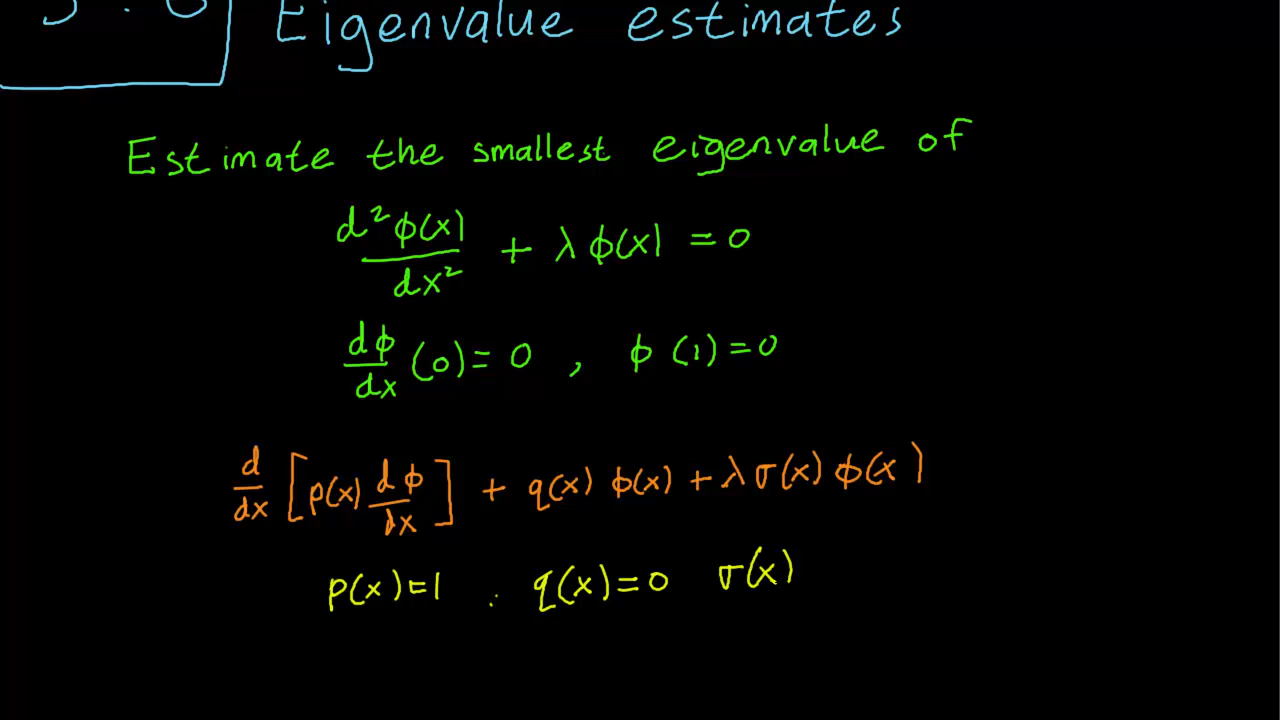 Eigenvalue estimates
Estimate the smallest eigenvalue of
d²ϕ(x)/dx² + λϕ(x) = 0
dϕ/dx (0) = 0 , ϕ(1) = 0
d/dx [p(x) dϕ/dx] + q(x) ϕ(x) + λσ(x) ϕ(x)
p(x)=1 q(x)=0 σ(x)